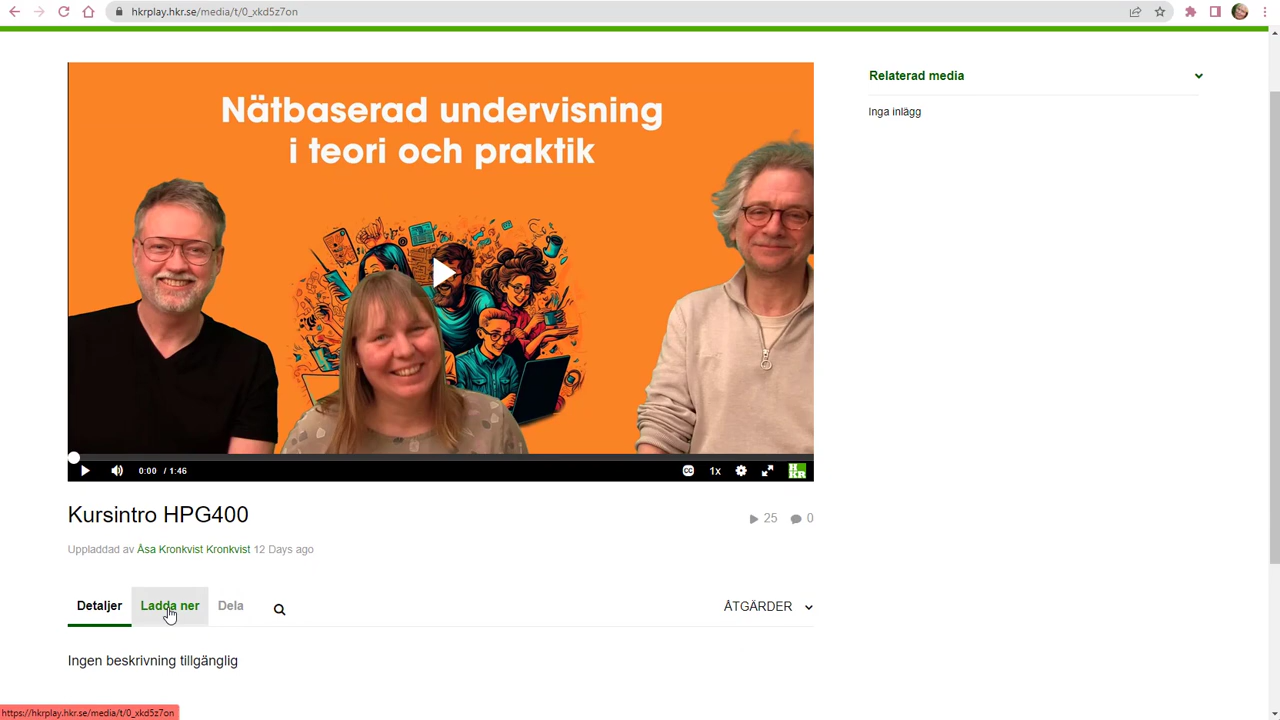 hkrplay.hkr.se/media/t/0_xkd5z7on
Nätbaserad undervisning
i teori och praktik
0:00 / 1:46
CC
1x
H
KR
Kursintro HPG400
25
0
Uppladdad av Åsa Kronkvist Kronkvist 12 Days ago
Detaljer
Ladda ner
Dela
ÅTGÄRDER
Ingen beskrivning tillgänglig
Relaterad media
Inga inlägg
https://hkrplay.hkr.se/media/t/0_xkd5z7on